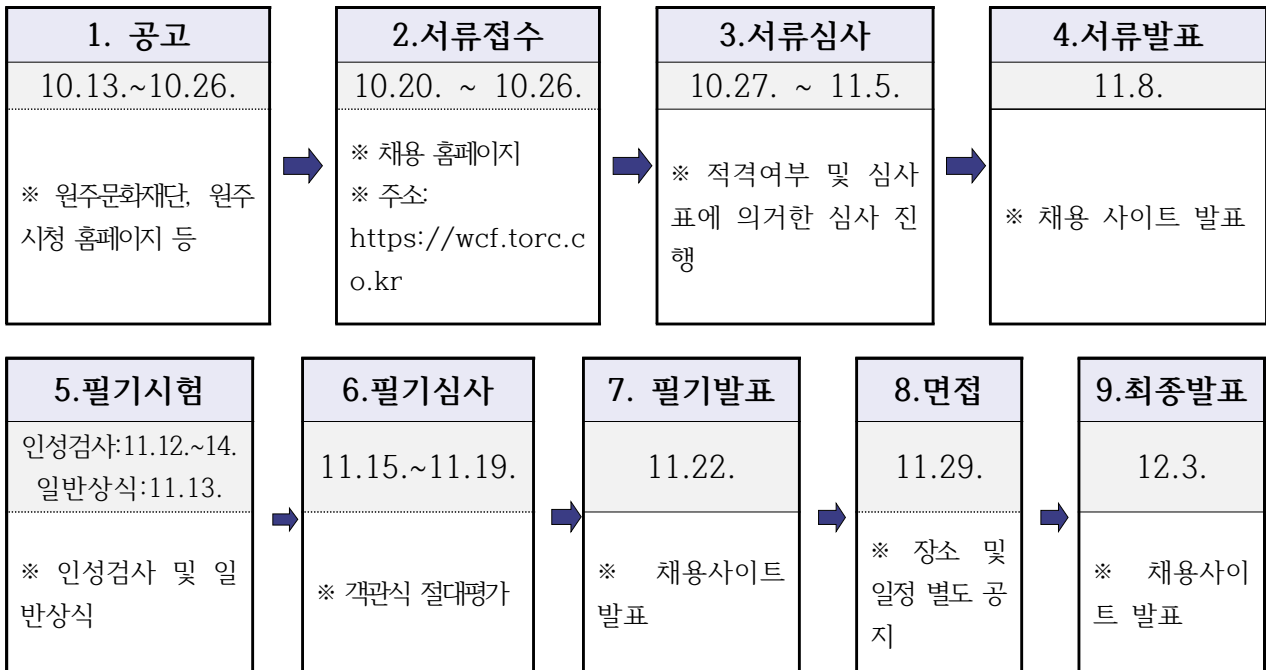 1. 공고
10.13.~10.26.
※ 원주문화재단, 원주
시청 홈페이지 등
2.서류접수
10.20. ~ 10.26.
※ 채용 홈페이지
※ 주소:
https://wcf.torc.c
o.kr
3.서류심사
10.27. ~ 11.5.
※ 적격여부 및 심사
표에 의거한 심사 진
행
4.서류발표
11.8.
※ 채용 사이트 발표
5.필기시험
인성검사:11.12.~14.
일반상식:11.13.
※ 인성검사 및 일
반상식
6.필기심사
11.15.~11.19.
※ 객관식 절대평가
7. 필기발표
11.22.
※ 채용사이트
발표
8.면접
11.29.
※ 장소 및
일정 별도 공
지
9.최종발표
12.3.
※ 채용사이
트 발표